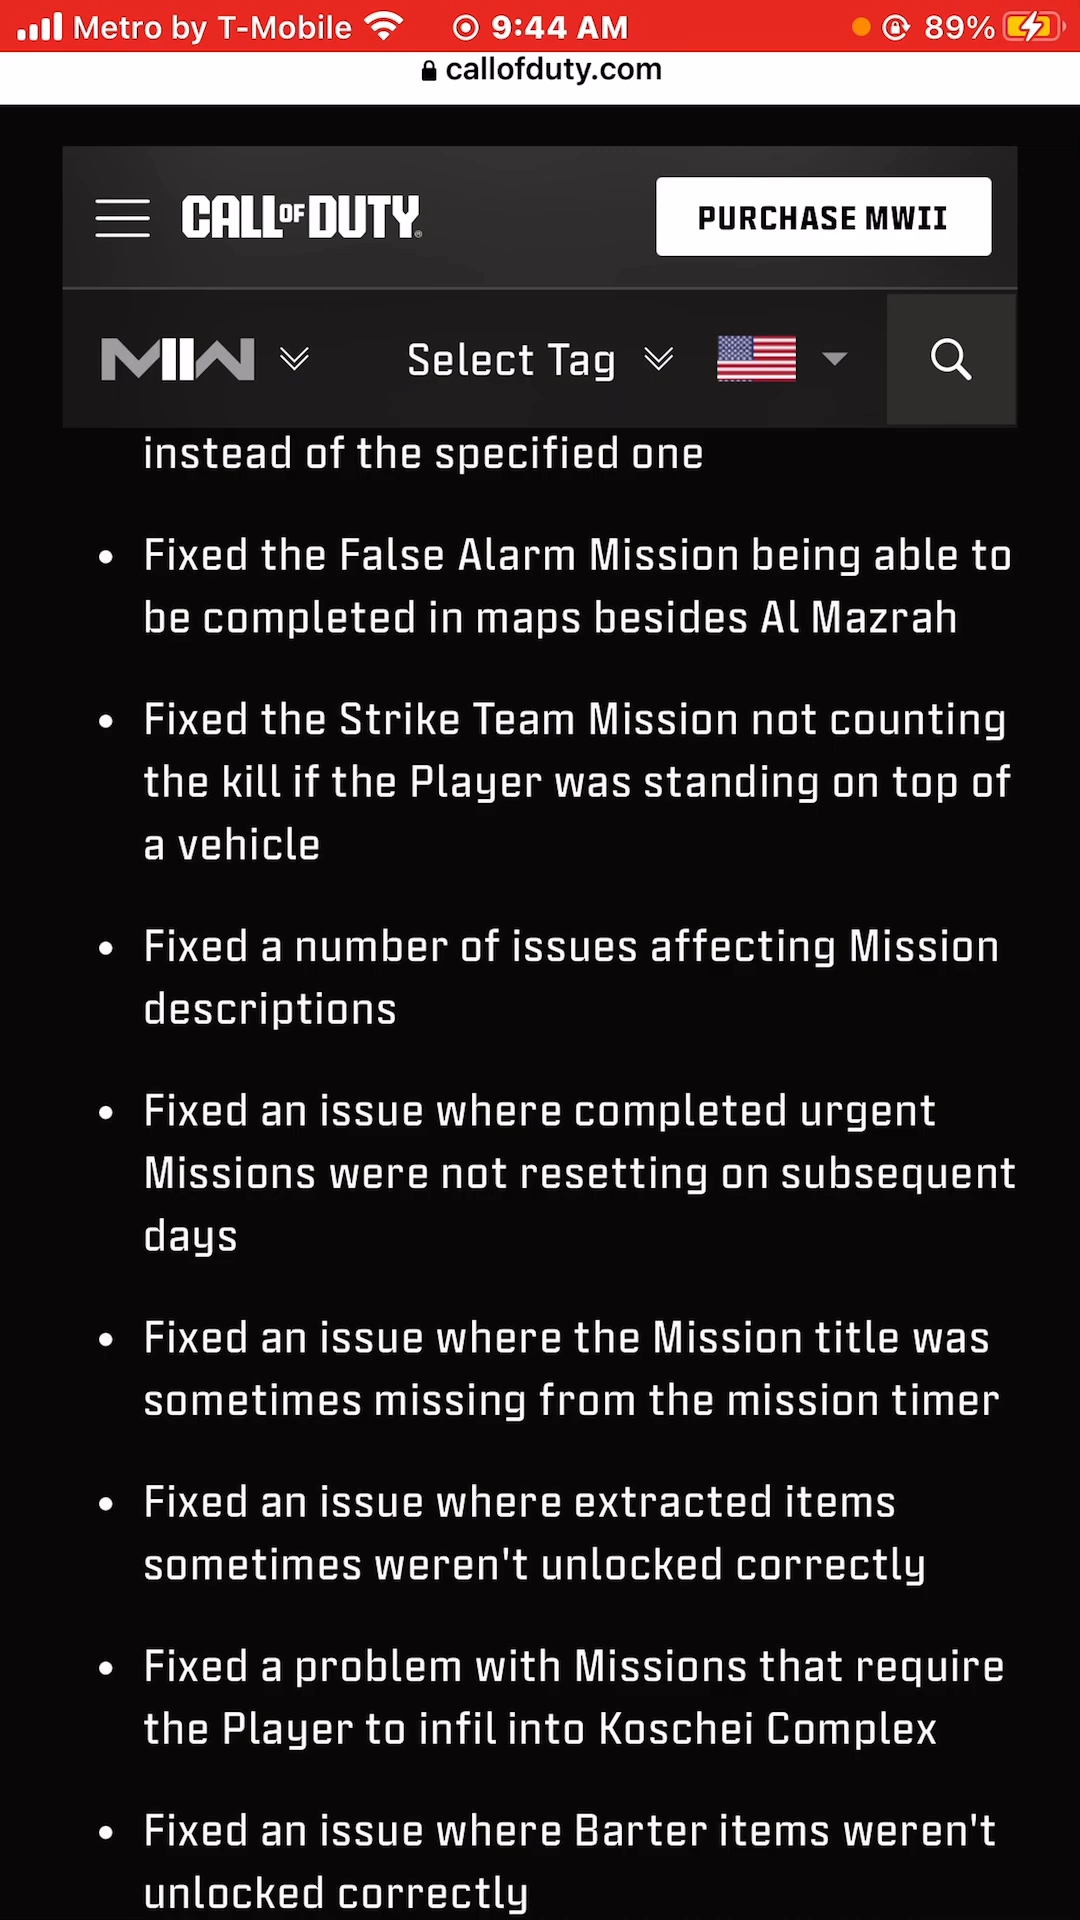 Metro by T-Mobile 9:44 AM 89%
callofduty.com
CALL OF DUTY PURCHASE MWII
MWII Select Tag
instead of the specified one
• Fixed the False Alarm Mission being able to
be completed in maps besides Al Mazrah
• Fixed the Strike Team Mission not counting
the kill if the Player was standing on top of
a vehicle
• Fixed a number of issues affecting Mission
descriptions
• Fixed an issue where completed urgent
Missions were not resetting on subsequent
days
• Fixed an issue where the Mission title was
sometimes missing from the mission timer
• Fixed an issue where extracted items
sometimes weren't unlocked correctly
• Fixed a problem with Missions that require
the Player to infil into Koschei Complex
• Fixed an issue where Barter items weren't
unlocked correctly